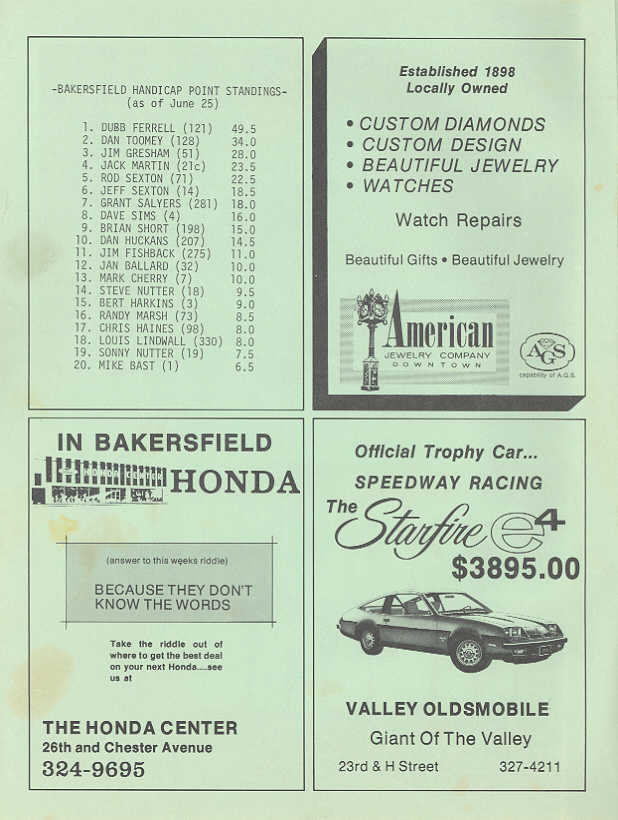 -BAKERSFIELD HANDICAP POINT STANDINGS-
(as of June 25)
1. DUBB FERRELL (121) 49.5
2. DAN TOOMEY (128) 34.0
3. JIM GRESHAM (51) 28.0
4. JACK MARTIN (21c) 23.5
5. ROD SEXTON (71) 22.5
6. JEFF SEXTON (14) 18.5
7. GRANT SALYERS (281) 18.0
8. DAVE SIMS (4) 16.0
9. BRIAN SHORT (198) 15.0
10. DAN HUCKANS (207) 14.5
11. JIM FISHBACK (275) 11.0
12. JAN BALLARD (32) 10.0
13. MARK CHERRY (7) 10.0
14. STEVE NUTTER (18) 9.5
15. BERT HARKINS (3) 9.0
16. RANDY MARSH (73) 8.5
17. CHRIS HAINES (98) 8.0
18. LOUIS LINDWALL (330) 8.0
19. SONNY NUTTER (19) 7.5
20. MIKE BAST (1) 6.5
Established 1898
Locally Owned
• CUSTOM DIAMONDS
• CUSTOM DESIGN
• BEAUTIFUL JEWELRY
• WATCHES
Watch Repairs
Beautiful Gifts • Beautiful Jewelry
American
JEWELRY COMPANY
DOWNTOWN
AGS
capability of A.G.S.
IN BAKERSFIELD
HONDA CENTER
HONDA
(answer to this weeks riddle)
BECAUSE THEY DON'T
KNOW THE WORDS
Take the riddle out of
where to get the best deal
on your next Honda....see
us at
THE HONDA CENTER
26th and Chester Avenue
324-9695
Official Trophy Car...
SPEEDWAY RACING
The Starfire e4
$3895.00
VALLEY OLDSMOBILE
Giant Of The Valley
23rd & H Street 327-4211